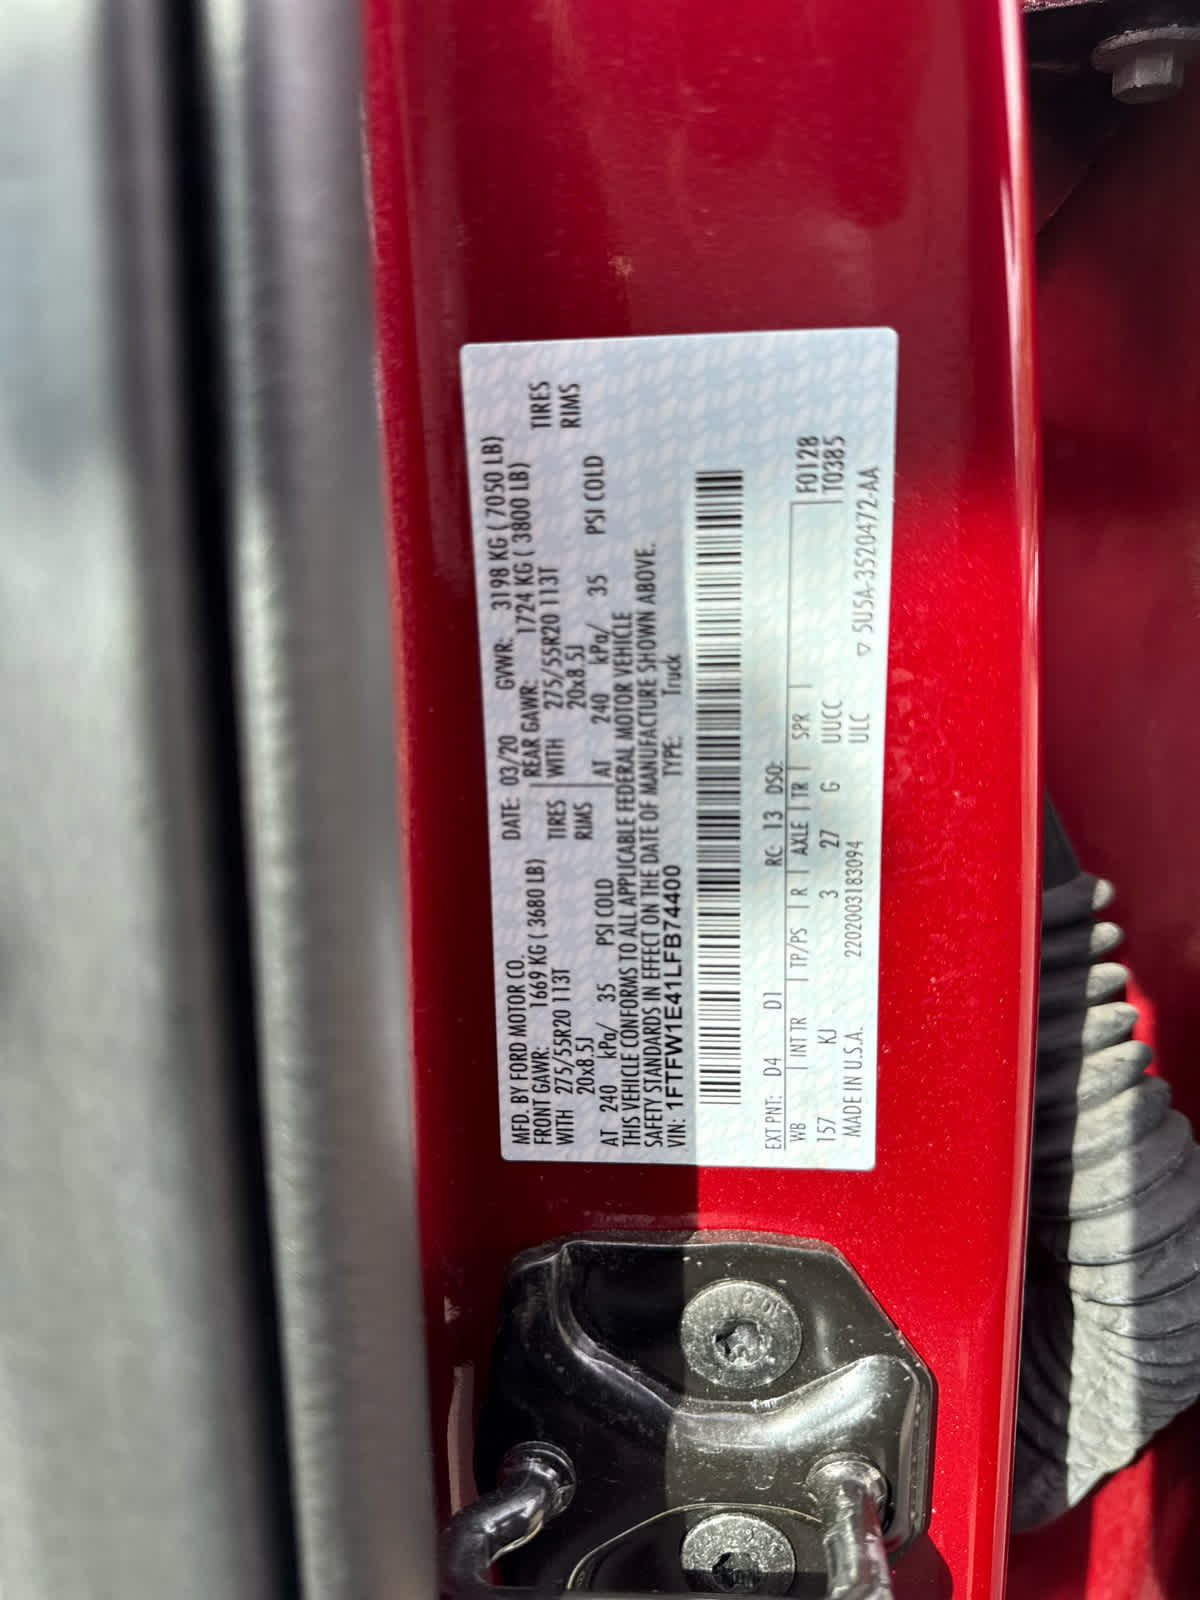 MFD. BY FORD MOTOR CO. DATE: 03/20 GVWR: 3198 KG ( 7050 LB)
FRONT GAWR: 1669 KG ( 3680 LB) REAR GAWR: 1724 KG ( 3800 LB)
WITH 275/55R20 113T TIRES WITH 275/55R20 113T TIRES
20x8.5J RIMS 20x8.5J RIMS
AT 240 kPa/ 35 PSI COLD AT 240 kPa/ 35 PSI COLD
THIS VEHICLE CONFORMS TO ALL APPLICABLE FEDERAL MOTOR VEHICLE
SAFETY STANDARDS IN EFFECT ON THE DATE OF MANUFACTURE SHOWN ABOVE.
VIN: 1FTFW1E41LFB74400 TYPE: Truck
EXT PNT: D4 D1 RC: 13 DSO: F0128
WB | INT TR | TP/PS | R | AXLE | TR | SPR | T0385
157 KJ 3 27 G UUCC
MADE IN U.S.A. 2202003183094 ULC ▽ 5U5A-3520472-AA